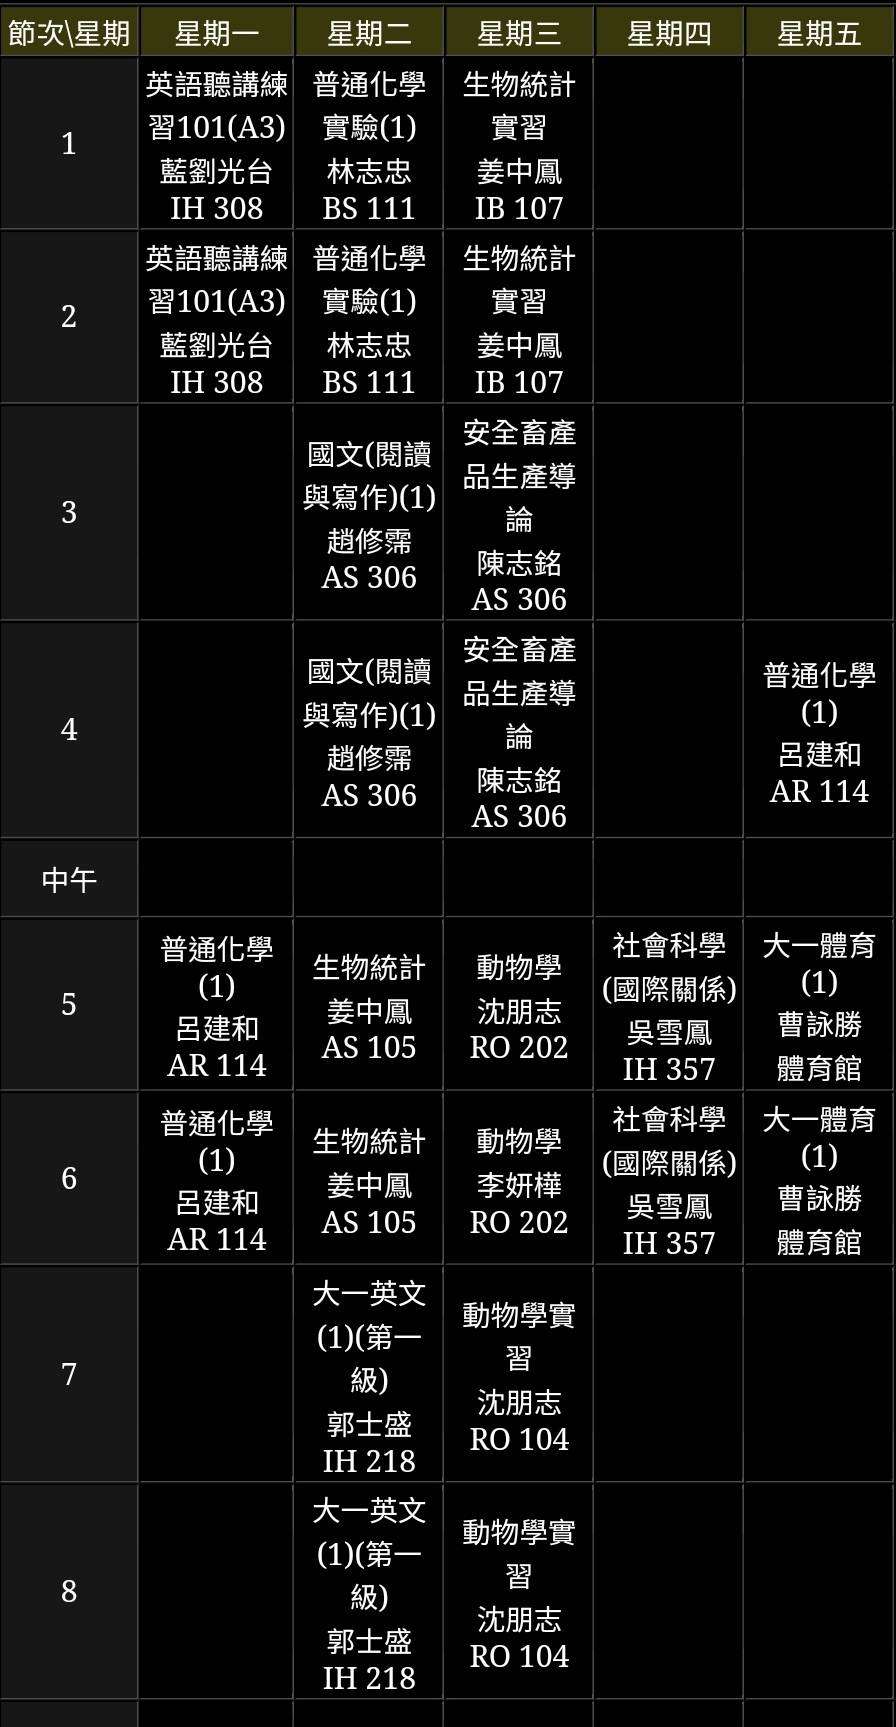 節次\星期 星期一 星期二 星期三 星期四 星期五
1
英語聽講練
習101(A3)
藍劉光台
IH 308
普通化學
實驗(1)
林志忠
BS 111
生物統計
實習
姜中鳳
IB 107
2
英語聽講練
習101(A3)
藍劉光台
IH 308
普通化學
實驗(1)
林志忠
BS 111
生物統計
實習
姜中鳳
IB 107
3
國文(閱讀
與寫作)(1)
趙修霈
AS 306
安全畜產
品生產導
論
陳志銘
AS 306
4
國文(閱讀
與寫作)(1)
趙修霈
AS 306
安全畜產
品生產導
論
陳志銘
AS 306
普通化學
(1)
呂建和
AR 114
中午
5
普通化學
(1)
呂建和
AR 114
生物統計
姜中鳳
AS 105
動物學
沈朋志
RO 202
社會科學
(國際關係)
吳雪鳳
IH 357
大一體育
(1)
曹詠勝
體育館
6
普通化學
(1)
呂建和
AR 114
生物統計
姜中鳳
AS 105
動物學
李妍樺
RO 202
社會科學
(國際關係)
吳雪鳳
IH 357
大一體育
(1)
曹詠勝
體育館
7
大一英文
(1)(第一
級)
郭士盛
IH 218
動物學實
習
沈朋志
RO 104
8
大一英文
(1)(第一
級)
郭士盛
IH 218
動物學實
習
沈朋志
RO 104